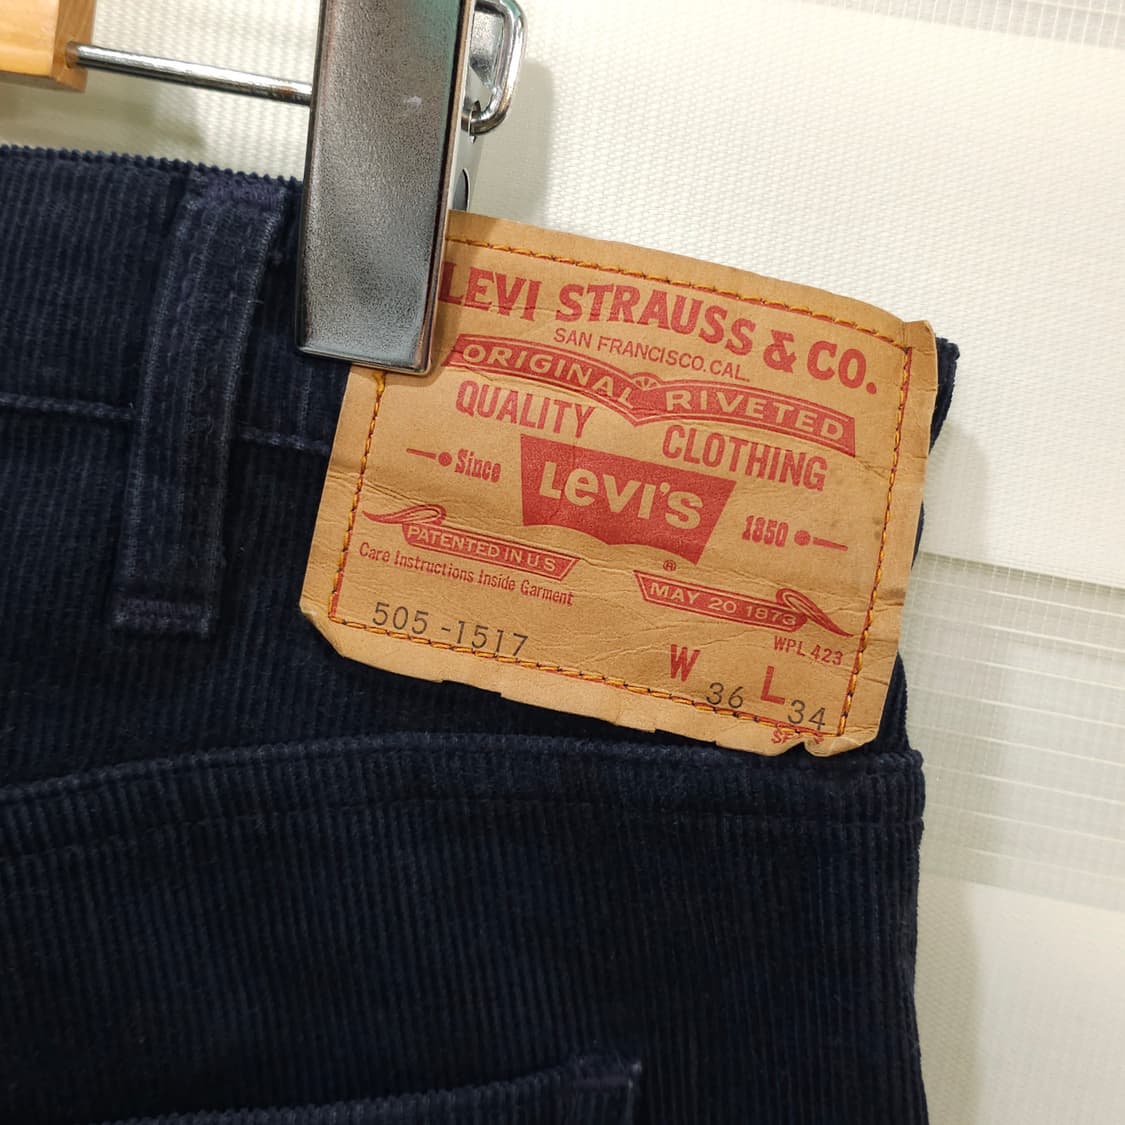 LEVI STRAUSS & CO.
SAN FRANCISCO.CAL.
ORIGINAL RIVETED
QUALITY CLOTHING
Since LEVI'S 1850
®
PATENTED IN U.S
MAY 20 1873
Care Instructions Inside Garment
WPL 423
505-1517
W 36 L 34